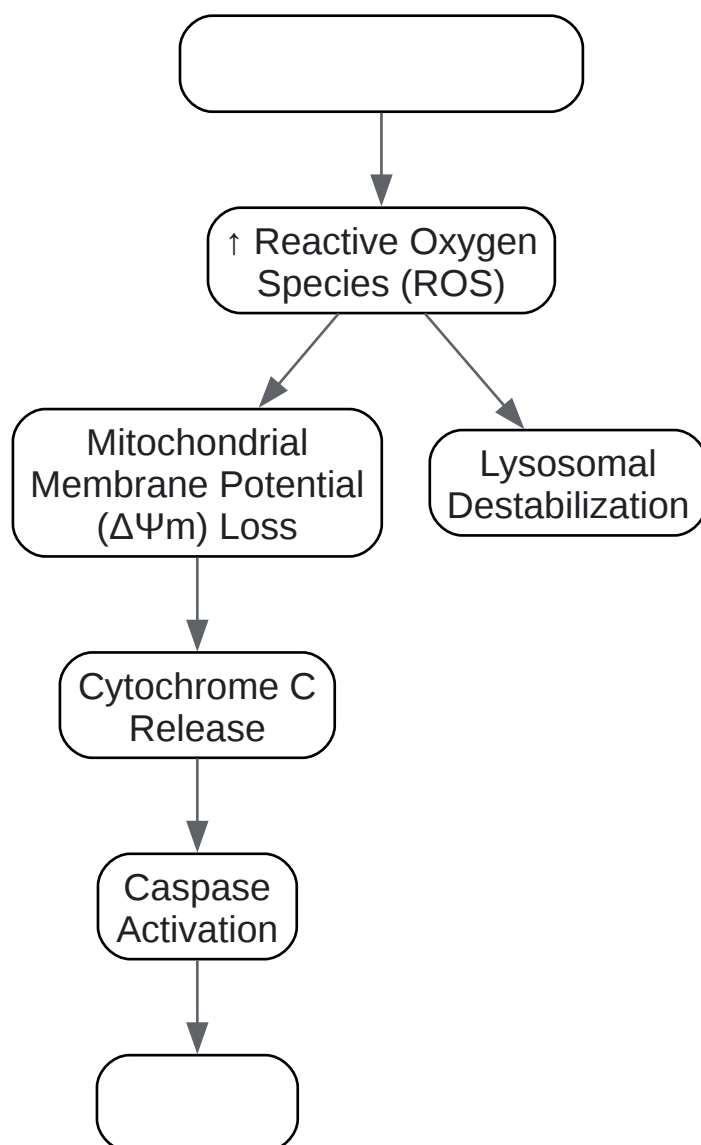 ↑ Reactive Oxygen
Species (ROS)
Mitochondrial
Membrane Potential
(ΔΨm) Loss
Lysosomal
Destabilization
Cytochrome C
Release
Caspase
Activation